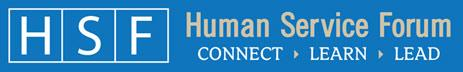 HSF Human Service Forum
CONNECT ▸ LEARN ▸ LEAD